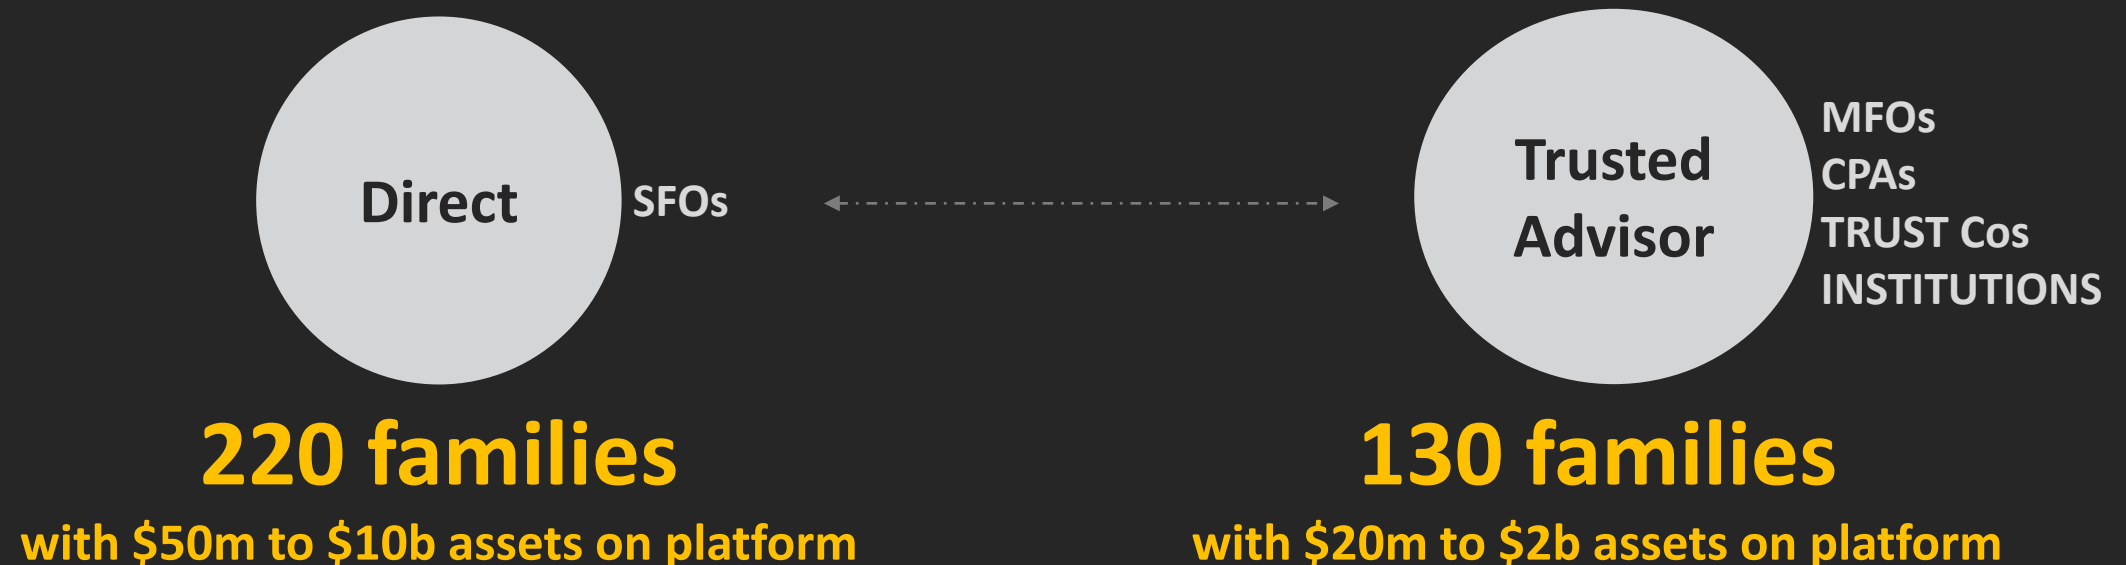 Direct
SFOs
220 families
with $50m to $10b assets on platform
Trusted
Advisor
MFOs
CPAs
TRUST Cos
INSTITUTIONS
130 families
with $20m to $2b assets on platform